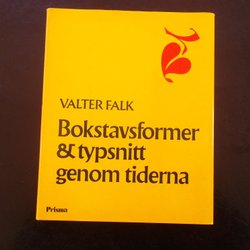 VALTER FALK
Bokstavsformer
& typsnitt
genom tiderna
Prisma